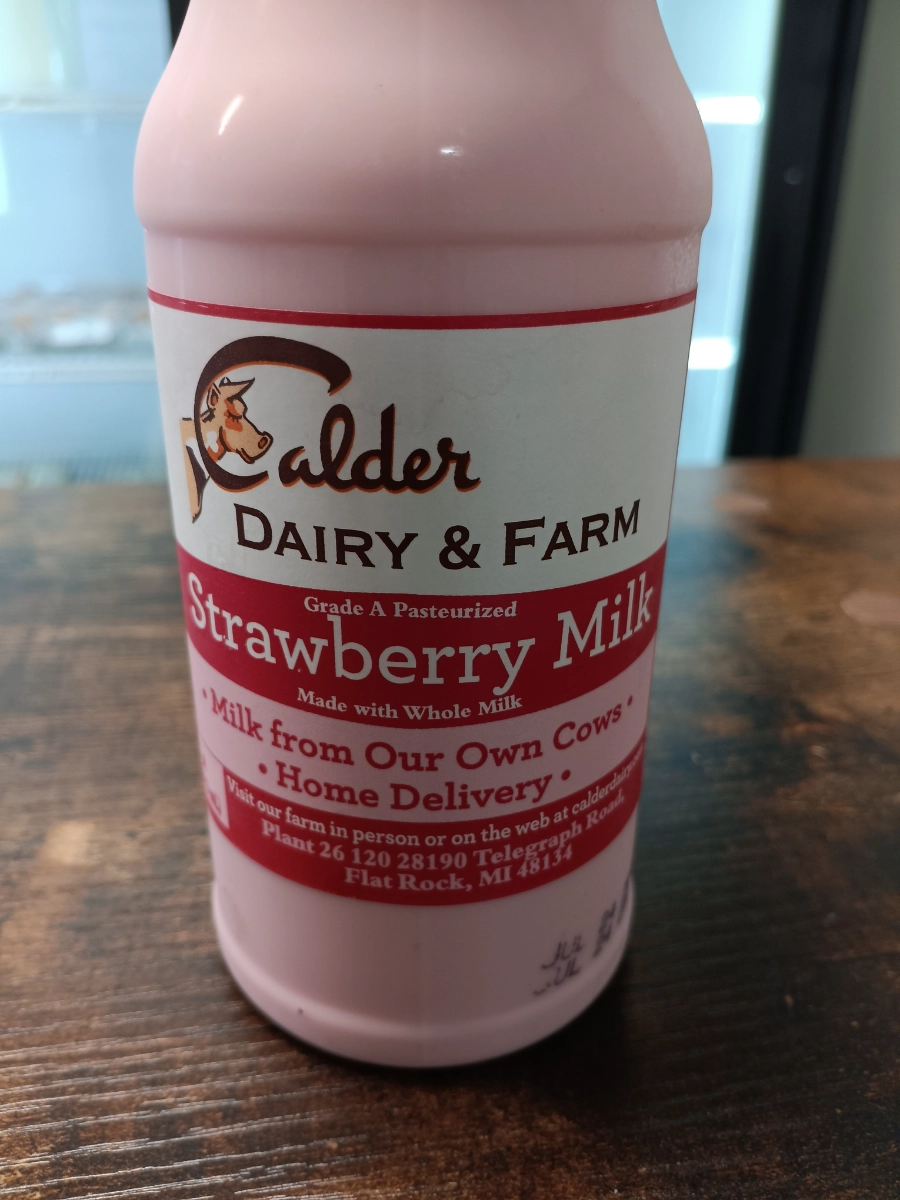 Calder
DAIRY & FARM
Grade A Pasteurized
Strawberry Milk
Made with Whole Milk
• Milk from Our Own Cows •
• Home Delivery •
Visit our farm in person or on the web at
Plant 26 120 28190 Telegraph Road,
Flat Rock, MI 48134
JUL
JUL